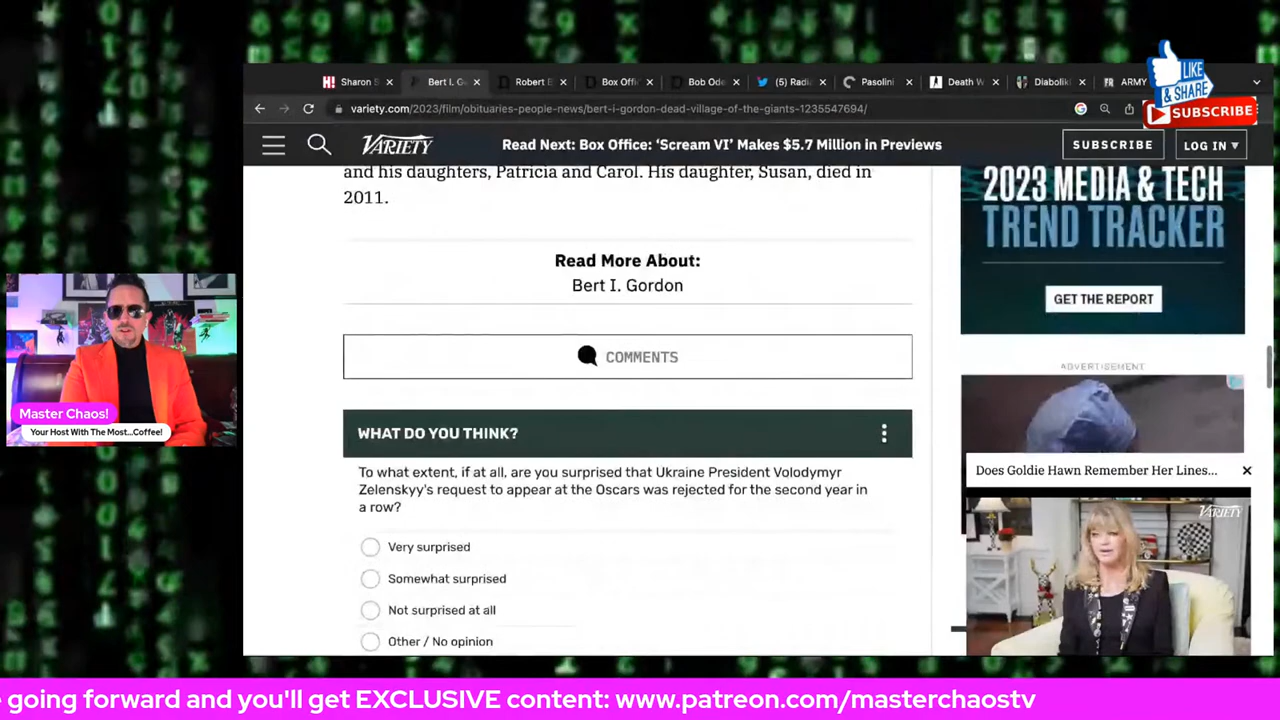 Sharon S
Bert I. G
Robert E
Box Offi
Bob Ode
(5) Radi
Pasolini
Death W
Diabolik
ARMY
LIKE
& SHARE
SUBSCRIBE
variety.com/2023/film/obituaries-people-news/bert-i-gordon-dead-village-of-the-giants-1235547694/
VARIETY
Read Next: Box Office: ‘Scream VI’ Makes $5.7 Million in Previews
SUBSCRIBE
LOG IN ▾
and his daughters, Patricia and Carol. His daughter, Susan, died in
2011.
Read More About:
Bert I. Gordon
COMMENTS
WHAT DO YOU THINK?
To what extent, if at all, are you surprised that Ukraine President Volodymyr
Zelenskyy's request to appear at the Oscars was rejected for the second year in
a row?
Very surprised
Somewhat surprised
Not surprised at all
Other / No opinion
2023 MEDIA & TECH
TREND TRACKER
GET THE REPORT
ADVERTISEMENT
Does Goldie Hawn Remember Her Lines...
VARIETY
Master Chaos!
Your Host With The Most...Coffee!
going forward and you'll get EXCLUSIVE content: www.patreon.com/masterchaostv